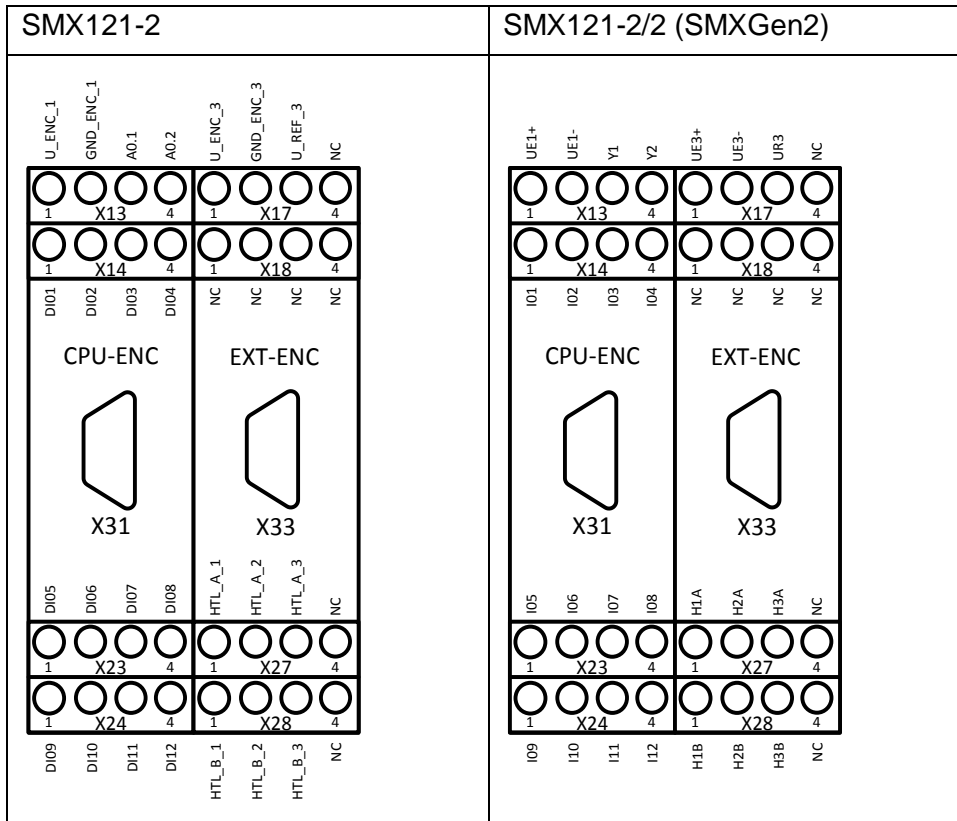 SMX121-2 SMX121-2/2 (SMXGen2)
U_ENC_1 GND_ENC_1 A0.1 A0.2 U_ENC_3 GND_ENC_3 U_REF_3 NC
1 X13 4 1 X17 4
1 X14 4 1 X18 4
DI01 DI02 DI03 DI04 NC NC NC NC
CPU-ENC EXT-ENC
X31 X33
DI05 DI06 DI07 DI08 HTL_A_1 HTL_A_2 HTL_A_3 NC
1 X23 4 1 X27 4
1 X24 4 1 X28 4
DI09 DI10 DI11 DI12 HTL_B_1 HTL_B_2 HTL_B_3 NC
UE1+ UE1- Y1 Y2 UE3+ UE3- UR3 NC
1 X13 4 1 X17 4
1 X14 4 1 X18 4
I01 I02 I03 I04 NC NC NC NC
CPU-ENC EXT-ENC
X31 X33
I05 I06 I07 I08 H1A H2A H3A NC
1 X23 4 1 X27 4
1 X24 4 1 X28 4
I09 I10 I11 I12 H1B H2B H3B NC